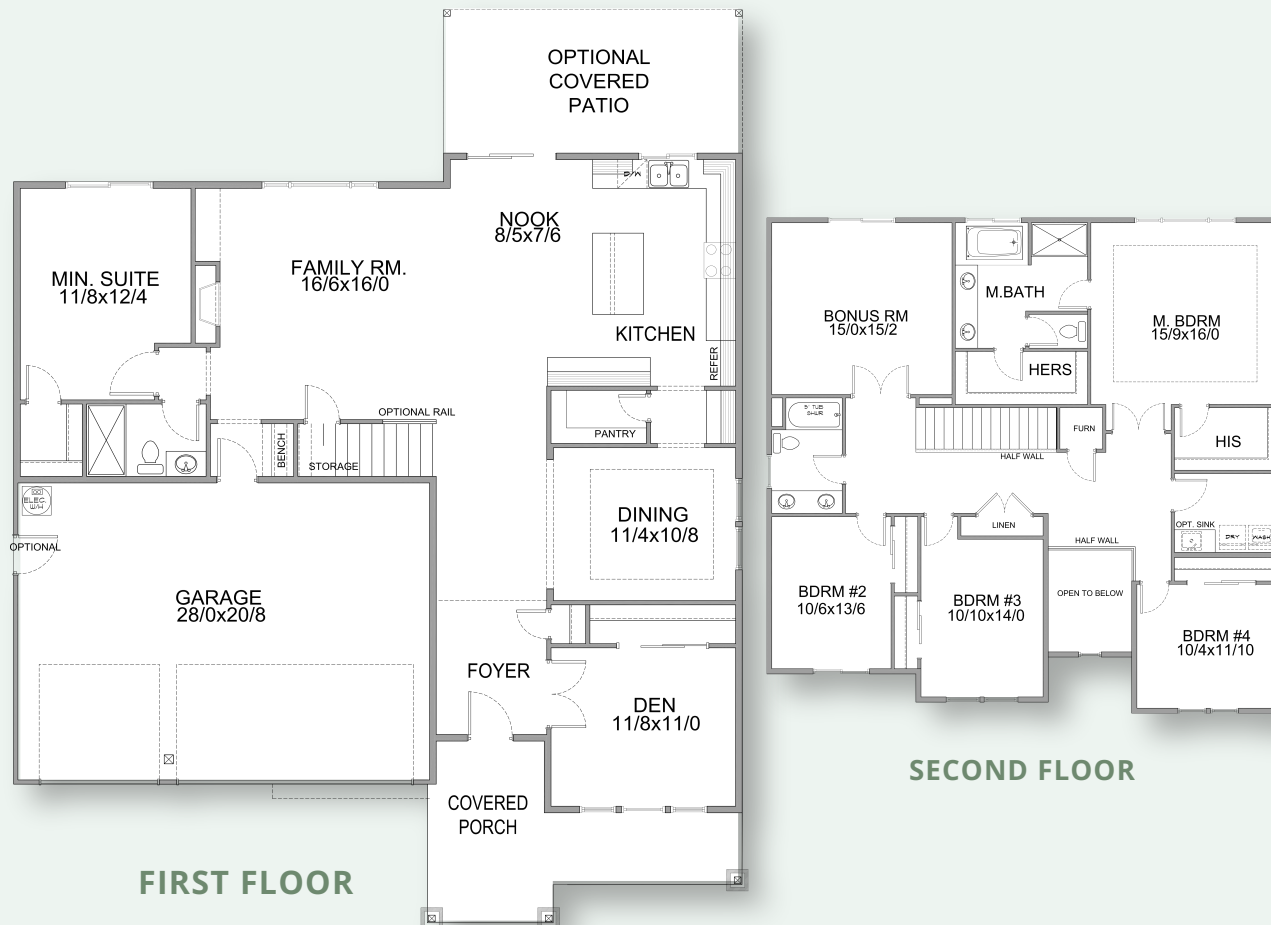 OPTIONAL
COVERED
PATIO
M/O
NOOK
8/5x7/6
MIN. SUITE
11/8x12/4
FAMILY RM.
16/6x16/0
KITCHEN
REFER
OPTIONAL RAIL
PANTRY
BENCH
STORAGE
ELEC.
W/H
OPTIONAL
DINING
11/4x10/8
GARAGE
28/0x20/8
FOYER
DEN
11/8x11/0
COVERED
PORCH
FIRST FLOOR
M.BATH
BONUS RM
15/0x15/2
M. BDRM
15/9x16/0
HERS
5' TUB
SHWR
FURN
HIS
HALF WALL
LINEN
OPT. SINK
DRY
WASH
HALF WALL
BDRM #2
10/6x13/6
BDRM #3
10/10x14/0
OPEN TO BELOW
BDRM #4
10/4x11/10
SECOND FLOOR